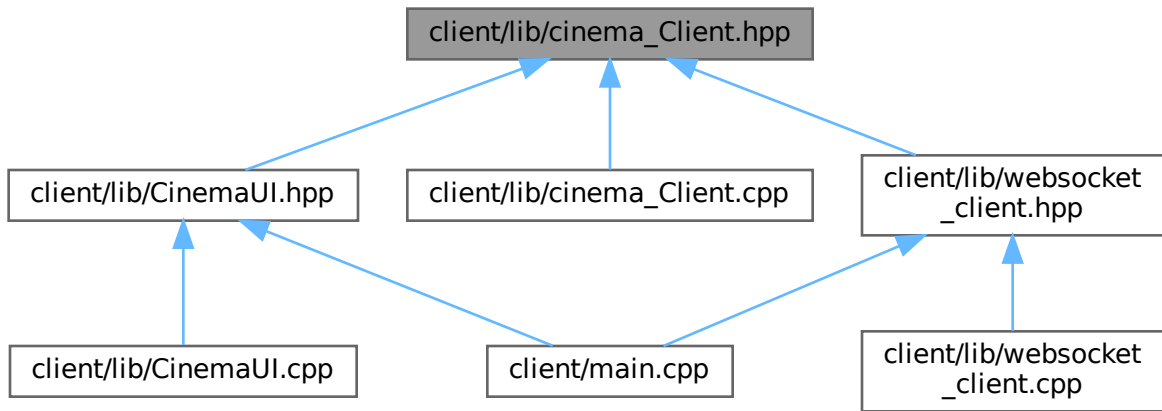 client/lib/cinema_Client.hpp
client/lib/CinemaUI.hpp
client/lib/cinema_Client.cpp
client/lib/websocket
_client.hpp
client/lib/CinemaUI.cpp
client/main.cpp
client/lib/websocket
_client.cpp